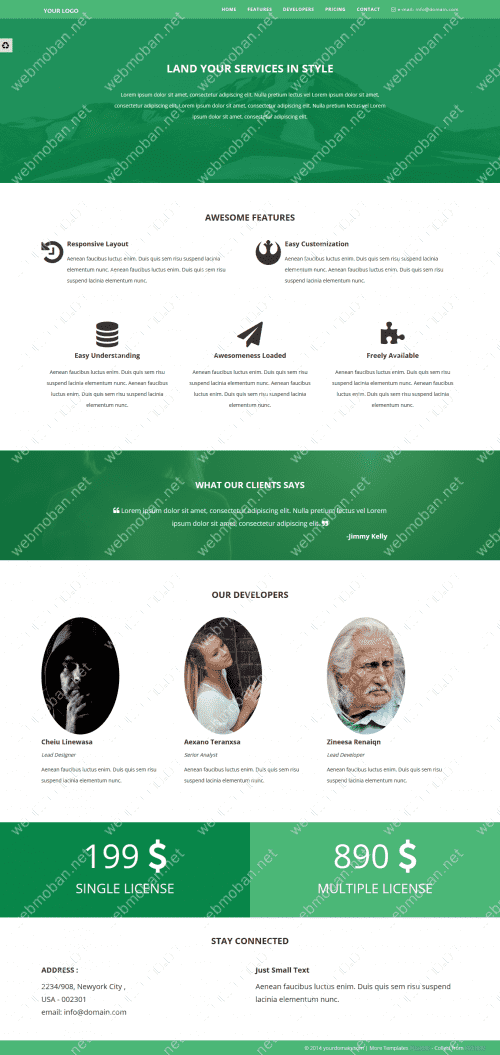 YOUR LOGO
HOME FEATURES DEVELOPERS PRICING CONTACT e-mail: info@domain.com
LAND YOUR SERVICES IN STYLE
Lorem ipsum dolor sit amet, consectetur adipiscing elit. Nulla pretium lectus vel Lorem ipsum dolor sit amet,
consectetur adipiscing elit.Lorem ipsum dolor sit amet, consectetur adipiscing elit. Nulla pretium lectus vel Lorem
ipsum dolor sit amet, consectetur adipiscing elit.
AWESOME FEATURES
Responsive Layout
Aenean faucibus luctus enim. Duis quis sem risu suspend lacinia
elementum nunc. Aenean faucibus luctus enim. Duis quis sem risu
suspend lacinia elementum nunc.
Easy Customization
Aenean faucibus luctus enim. Duis quis sem risu suspend lacinia
elementum nunc. Aenean faucibus luctus enim. Duis quis sem risu
suspend lacinia elementum nunc.
Easy Understanding
Aenean faucibus luctus enim. Duis quis sem risu
suspend lacinia elementum nunc. Aenean faucibus
luctus enim. Duis quis sem risu suspend lacinia
elementum nunc.
Awesomeness Loaded
Aenean faucibus luctus enim. Duis quis sem risu
suspend lacinia elementum nunc. Aenean faucibus
luctus enim. Duis quis sem risu suspend lacinia
elementum nunc.
Freely Available
Aenean faucibus luctus enim. Duis quis sem risu
suspend lacinia elementum nunc. Aenean faucibus
luctus enim. Duis quis sem risu suspend lacinia
elementum nunc.
WHAT OUR CLIENTS SAYS
❝ Lorem ipsum dolor sit amet, consectetur adipiscing elit. Nulla pretium lectus vel Lorem
ipsum dolor sit amet, consectetur adipiscing elit. ❞
-Jimmy Kelly
OUR DEVELOPERS
Cheiu Linewasa
Lead Designer
Aenean faucibus luctus enim. Duis quis sem risu
suspend lacinia elementum nunc.
Aexano Teranxsa
Senior Analyst
Aenean faucibus luctus enim. Duis quis sem risu
suspend lacinia elementum nunc.
Zineesa Renaiqn
Lead Developer
Aenean faucibus luctus enim. Duis quis sem risu
suspend lacinia elementum nunc.
199 $
SINGLE LICENSE
890 $
MULTIPLE LICENSE
STAY CONNECTED
ADDRESS :
2234/908, Newyork City ,
USA - 002301
email: info@domain.com
Just Small Text
Aenean faucibus luctus enim. Duis quis sem risu suspend
lacinia elementum nunc.
© 2014 yourdomain.com | More Templates Collect from
webmoban.net